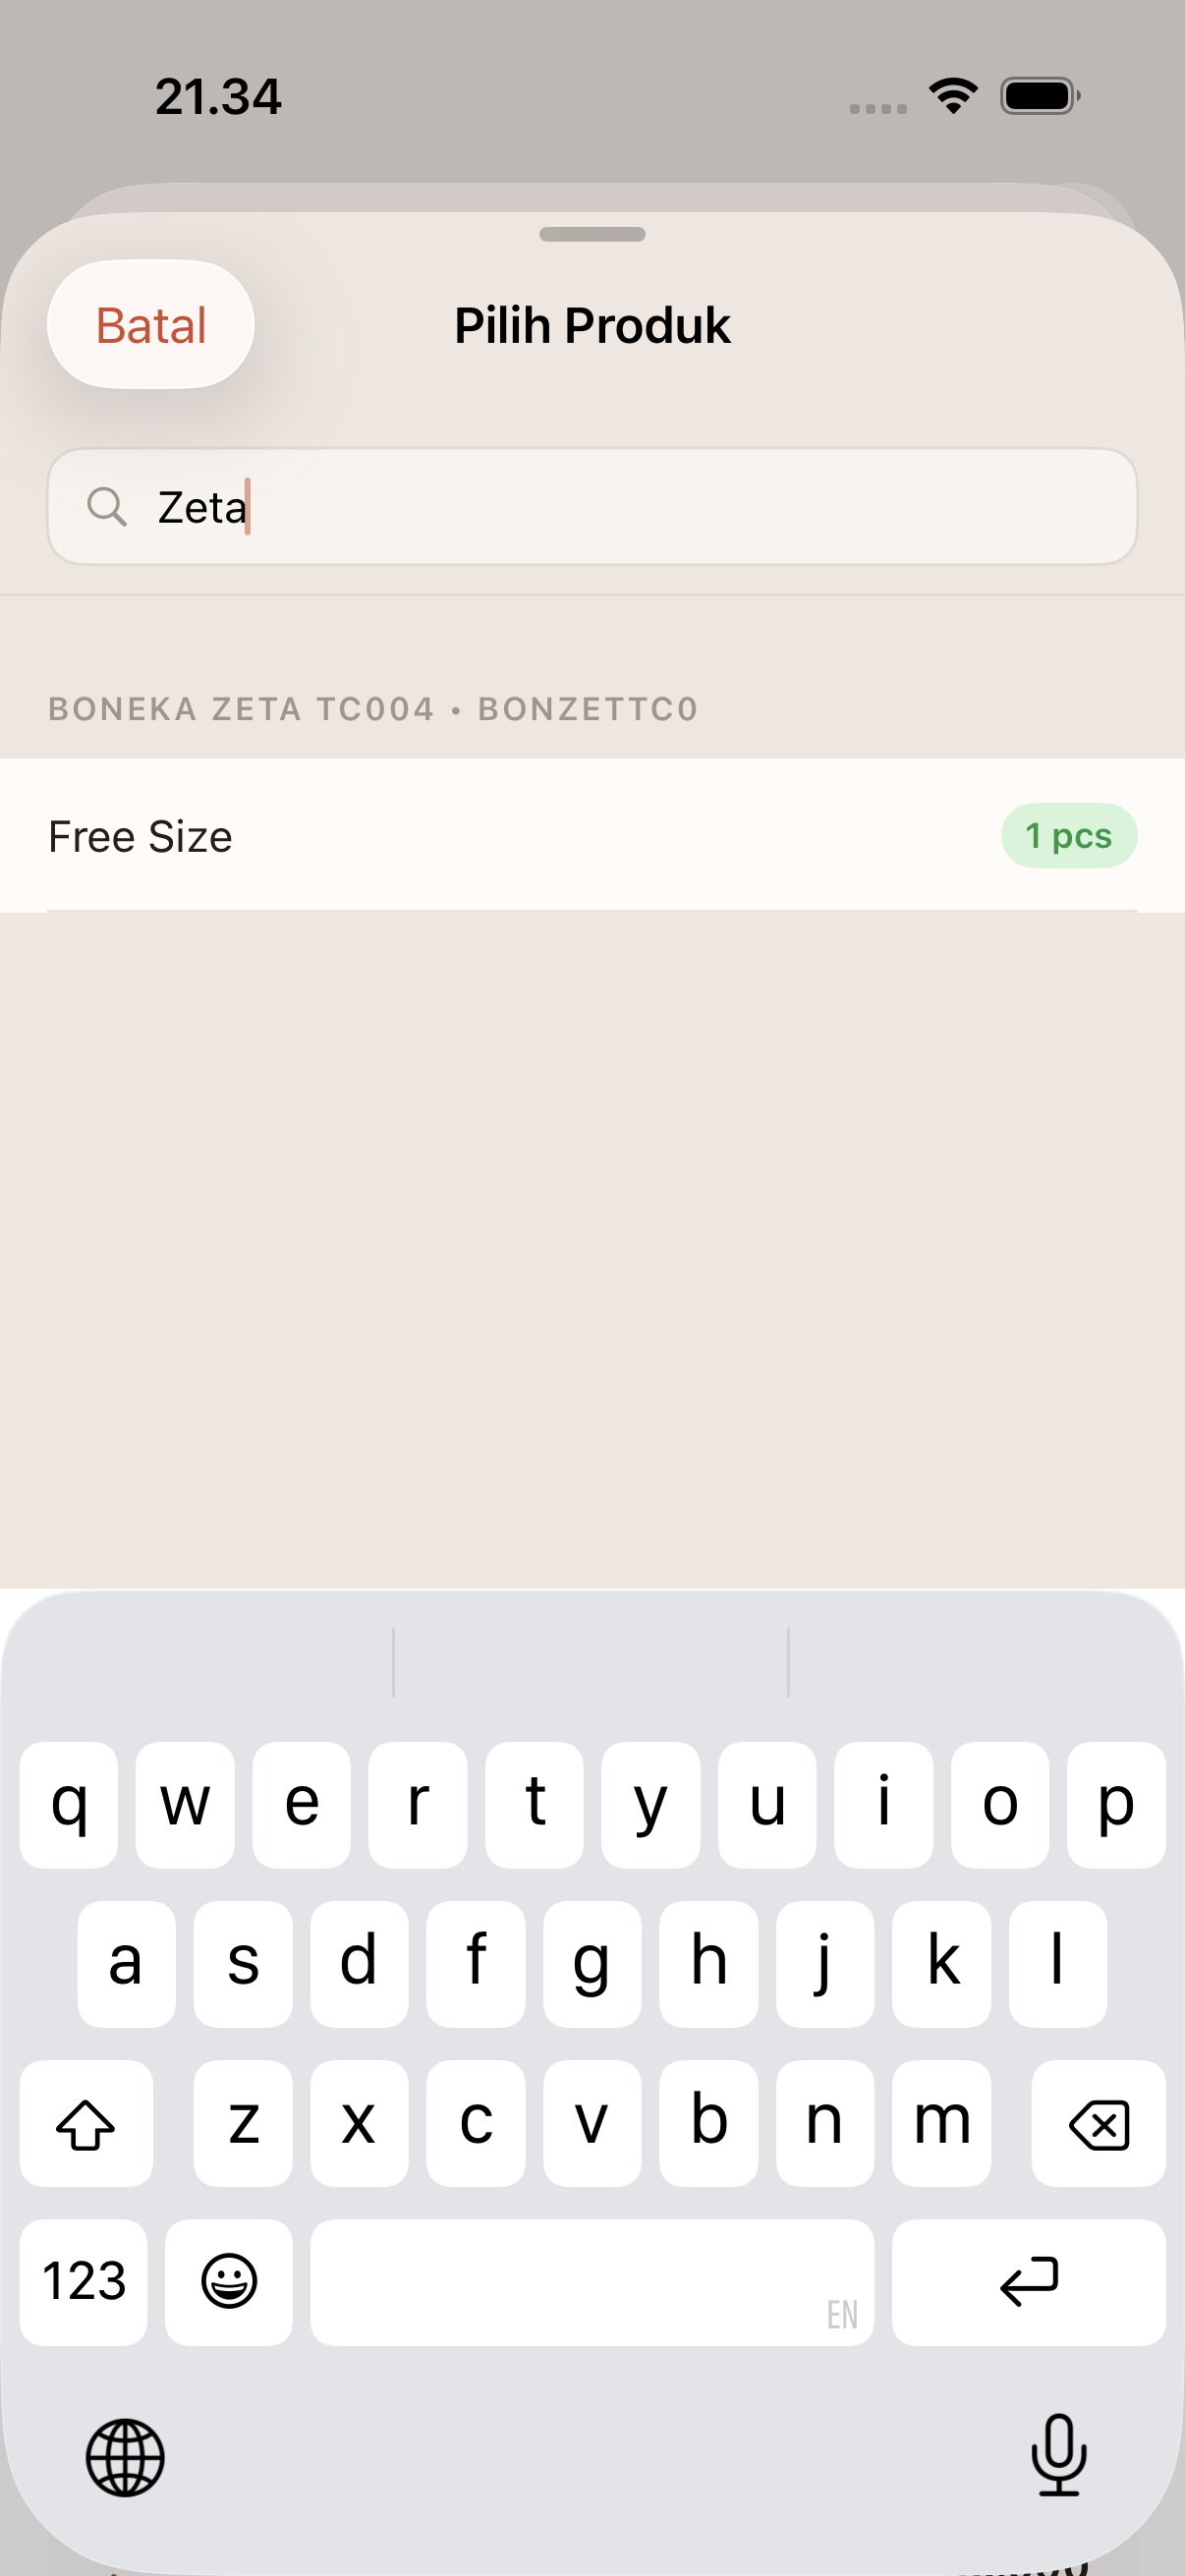 21.34
Batal
Pilih Produk
Zeta
BONEKA ZETA TC004 • BONZETTC0
Free Size
1 pcs
q w e r t y u i o p
a s d f g h j k l
z x c v b n m
123
EN